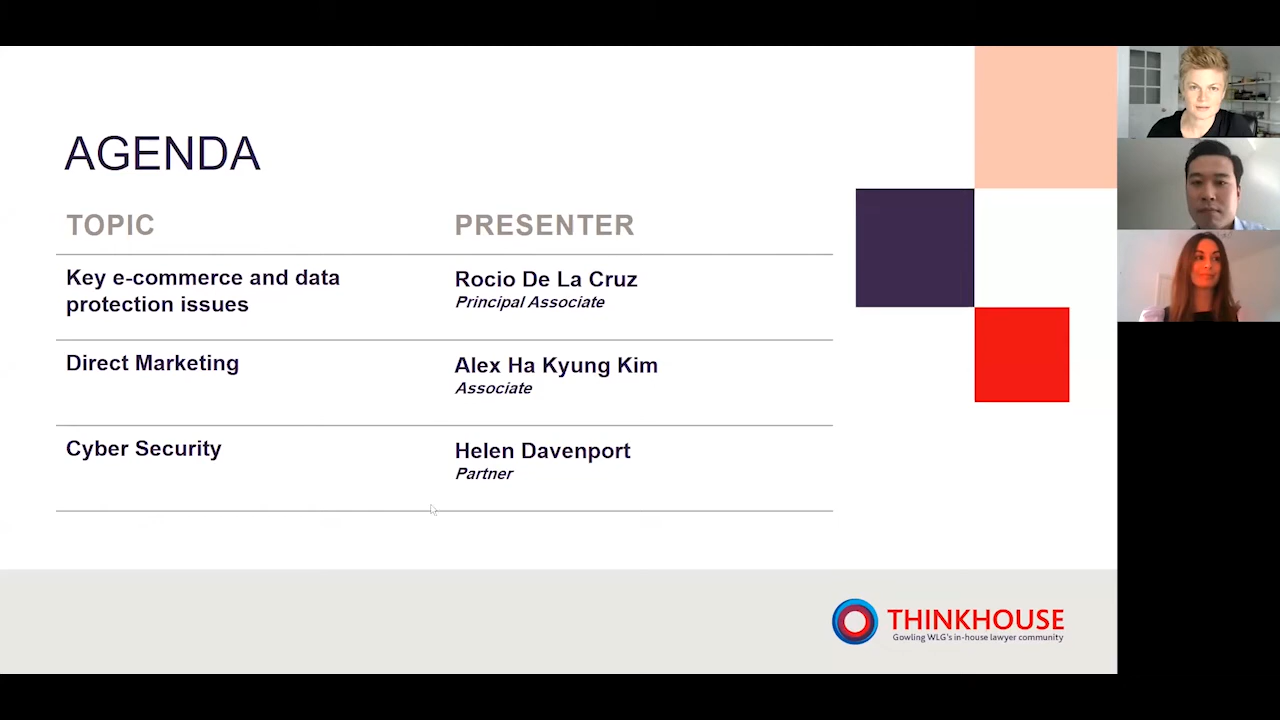 AGENDA
TOPIC
PRESENTER
Key e-commerce and data
protection issues
Rocio De La Cruz
Principal Associate
Direct Marketing
Alex Ha Kyung Kim
Associate
Cyber Security
Helen Davenport
Partner
THINKHOUSE
Gowling WLG's in-house lawyer community